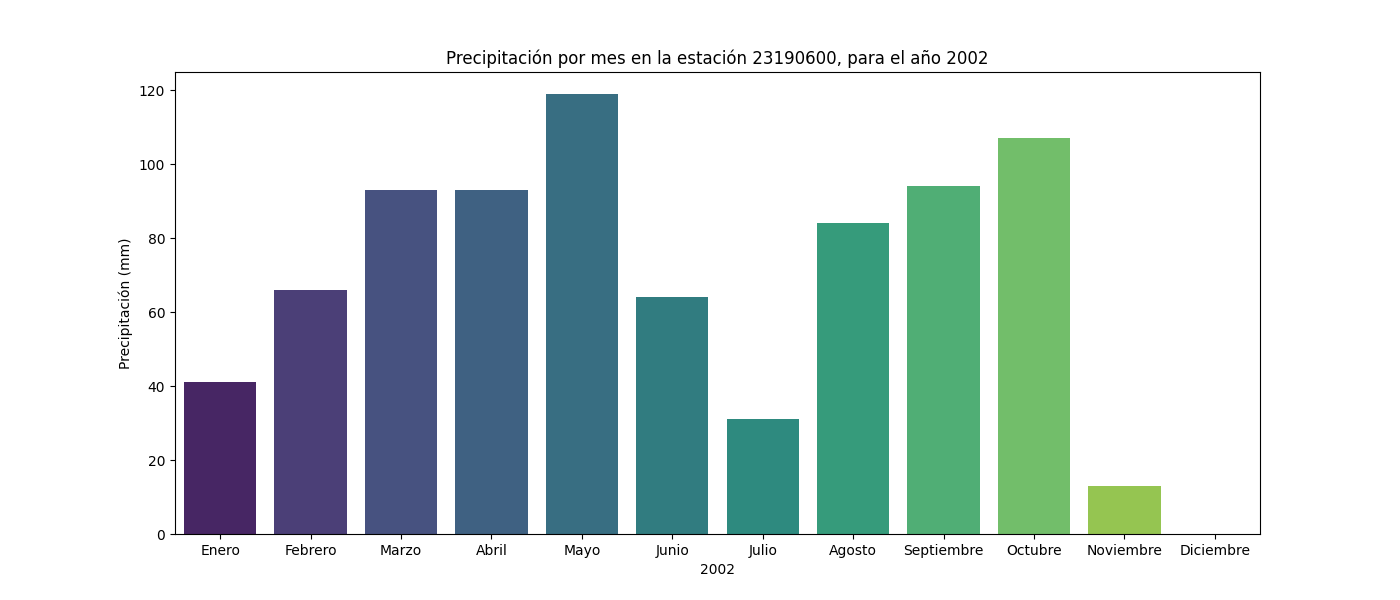 Precipitación por mes en la estación 23190600, para el año 2002
Precipitación (mm)
120
100
80
60
40
20
0
Enero Febrero Marzo Abril Mayo Junio Julio Agosto Septiembre Octubre Noviembre Diciembre
2002